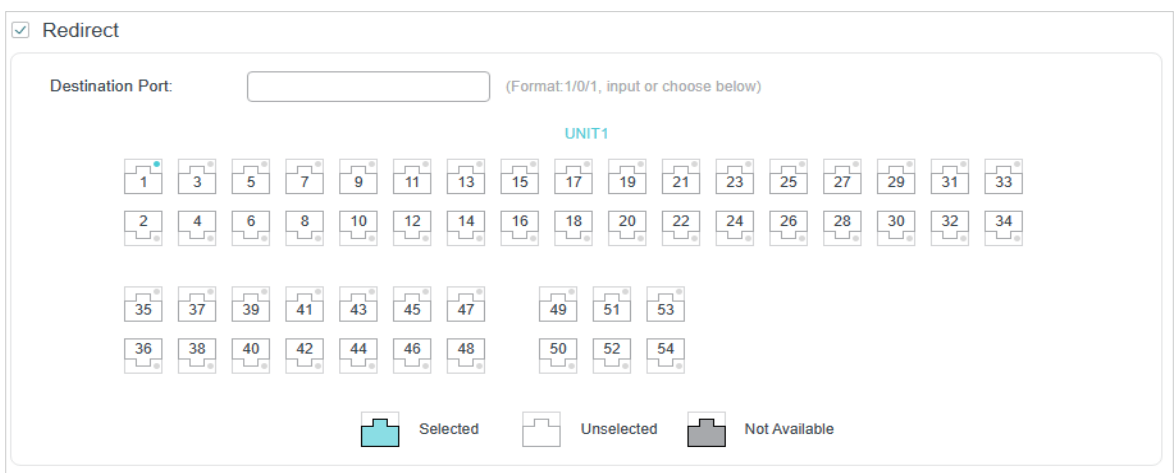 Redirect
Destination Port: (Format:1/0/1, input or choose below)
UNIT1
1 3 5 7 9 11 13 15 17 19 21 23 25 27 29 31 33
2 4 6 8 10 12 14 16 18 20 22 24 26 28 30 32 34
35 37 39 41 43 45 47 49 51 53
36 38 40 42 44 46 48 50 52 54
Selected Unselected Not Available